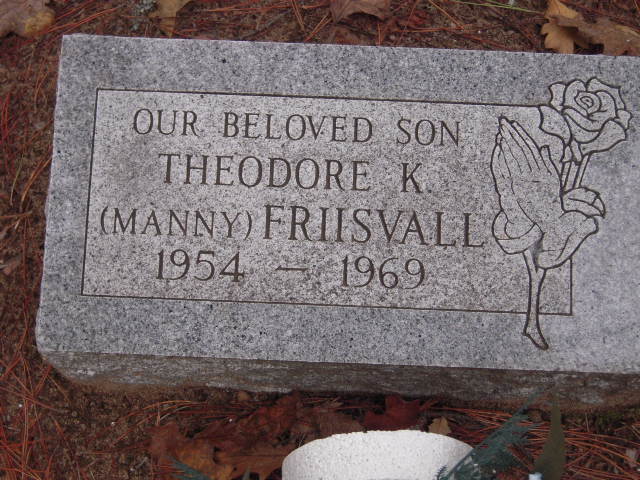 OUR BELOVED SON
THEODORE K.
(MANNY) FRIISVALL
1954 — 1969